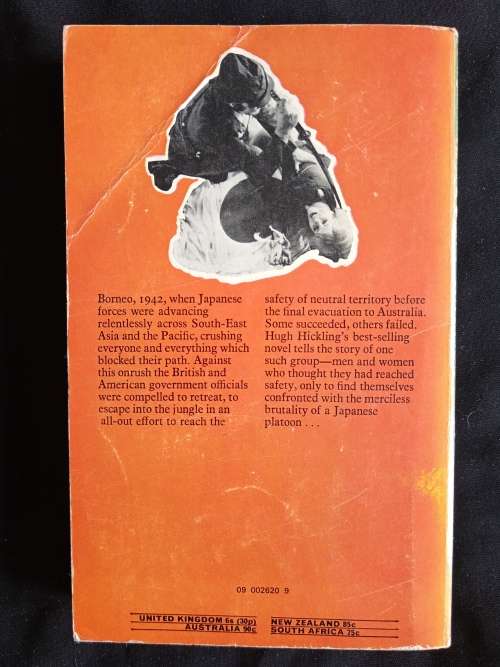 Borneo, 1942, when Japanese
forces were advancing
relentlessly across South-East
Asia and the Pacific, crushing
everyone and everything which
blocked their path. Against
this onrush the British and
American government officials
were compelled to retreat, to
escape into the jungle in an
all-out effort to reach the
safety of neutral territory before
the final evacuation to Australia.
Some succeeded, others failed.
Hugh Hickling's best-selling
novel tells the story of one
such group—men and women
who thought they had reached
safety, only to find themselves
confronted with the merciless
brutality of a Japanese
platoon . . .
09 002620 9
UNITED KINGDOM 6s (30p)
AUSTRALIA 90c
NEW ZEALAND 85c
SOUTH AFRICA 75c